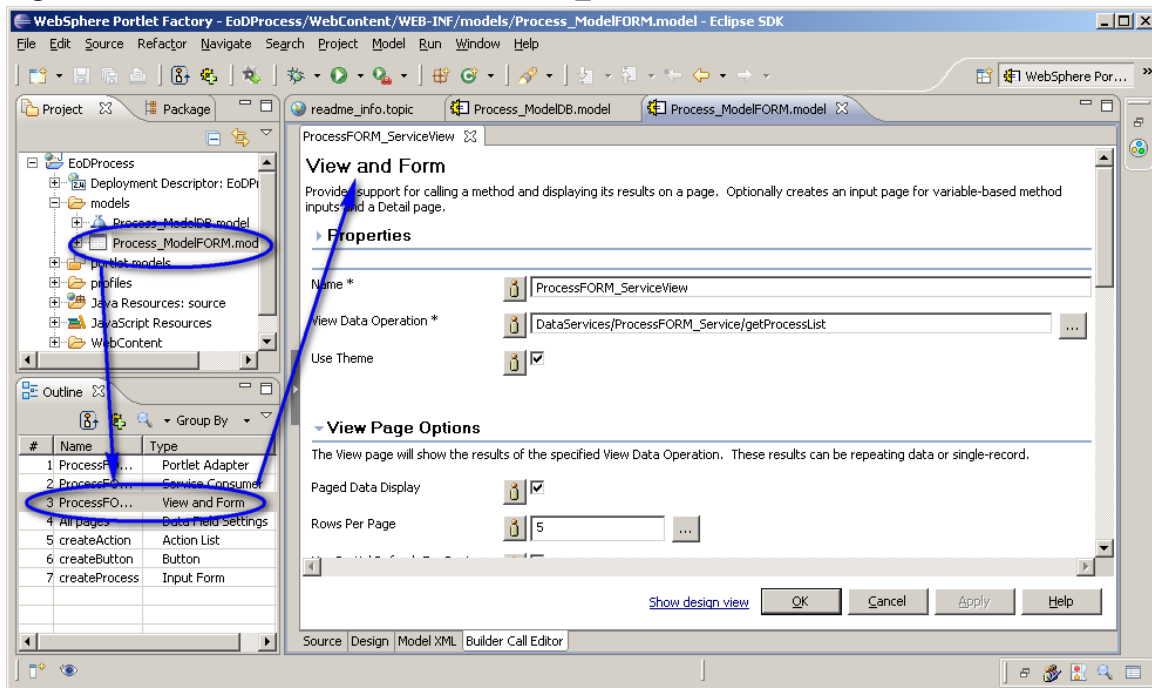 WebSphere Portlet Factory - EoDProcess/WebContent/WEB-INF/models/Process_ModelFORM.model - Eclipse SDK
File Edit Source Refactor Navigate Search Project Model Run Window Help
WebSphere Por...
Project
Package
readme_info.topic
Process_ModelDB.model
Process_ModelFORM.model
EoDProcess
Deployment Descriptor: EoDPr
models
Process_ModelDB.model
Process_ModelFORM.mod
portlet models
profiles
Java Resources: source
JavaScript Resources
WebContent
ProcessFORM_ServiceView
View and Form
Provides support for calling a method and displaying its results on a page. Optionally creates an input page for variable-based method
inputs and a Detail page.
Properties
Name * ProcessFORM_ServiceView
View Data Operation * DataServices/ProcessFORM_Service/getProcessList ...
Use Theme
View Page Options
The View page will show the results of the specified View Data Operation. These results can be repeating data or single-record.
Paged Data Display
Rows Per Page 5 ...
Show design view OK Cancel Apply Help
Source Design Model XML Builder Call Editor
Outline
Group By
# Name Type
1 ProcessFO... Portlet Adapter
2 ProcessFO... Service Consumer
3 ProcessFO... View and Form
4 All pages Data Field Settings
5 createAction Action List
6 createButton Button
7 createProcess Input Form